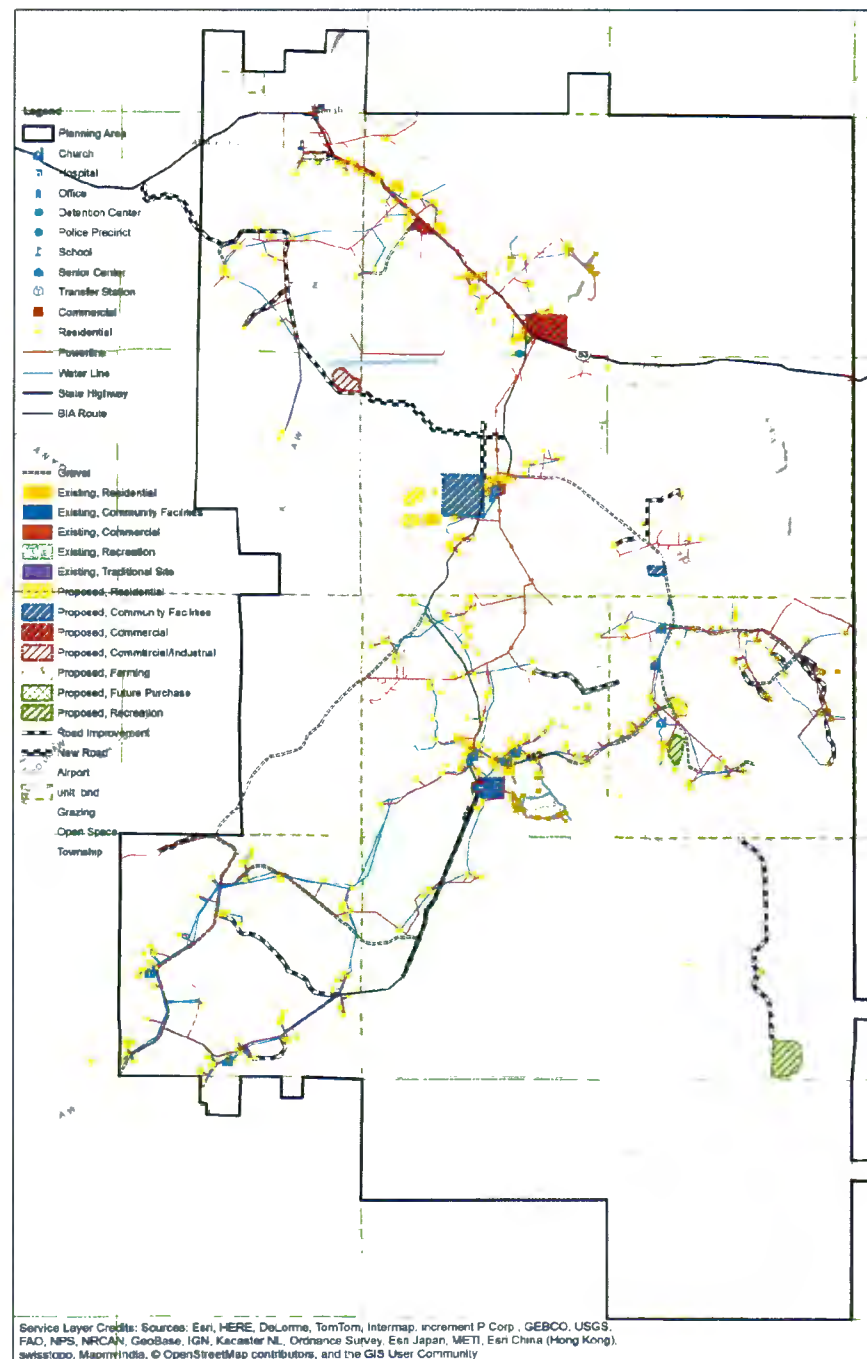 Legend
Planning Area
Church
Hospital
Office
Detention Center
Police Precinct
School
Senior Center
Transfer Station
Commercial
Residential
Powerline
Water Line
State Highway
BIA Route
Gravel
Existing, Residential
Existing, Community Facilities
Existing, Commercial
Existing, Recreation
Existing, Traditional Site
Proposed, Residential
Proposed, Community Facilities
Proposed, Commercial
Proposed, Commercial/Industrial
Proposed, Farming
Proposed, Future Purchase
Proposed, Recreation
Road Improvement
New Road
Airport
unit_bnd
Grazing
Open Space
Township
53
Service Layer Credits: Sources: Esri, HERE, DeLorme, TomTom, Intermap, increment P Corp., GEBCO, USGS,
FAO, NPS, NRCAN, GeoBase, IGN, Kadaster NL, Ordnance Survey, Esri Japan, METI, Esri China (Hong Kong),
swisstopo, MapmyIndia, © OpenStreetMap contributors, and the GIS User Community